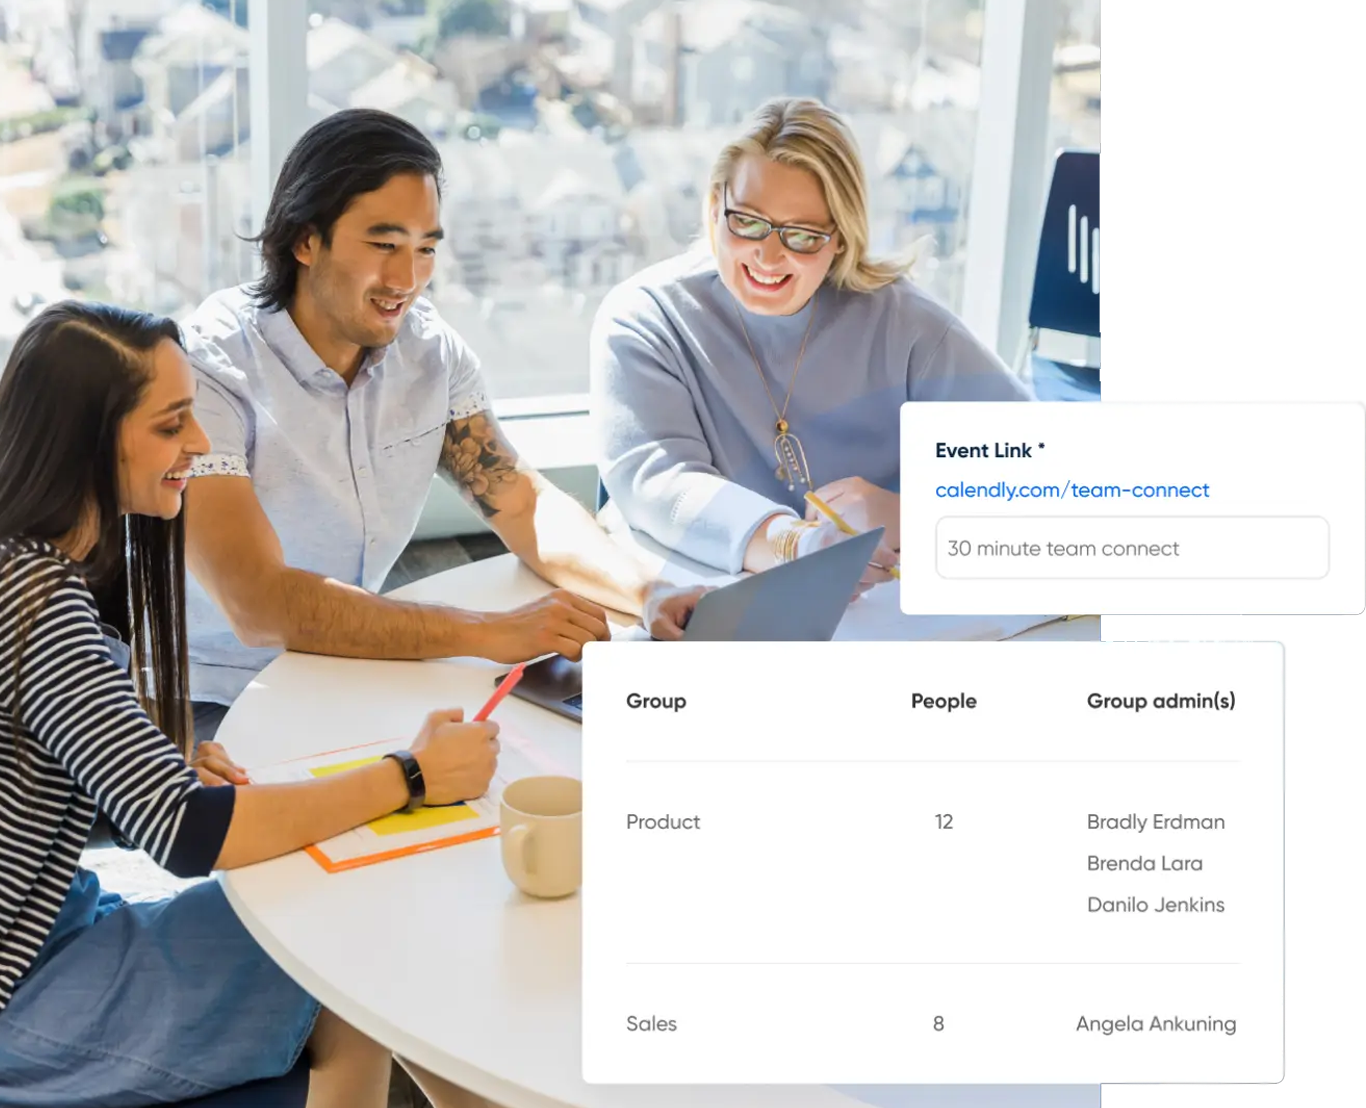 Event Link *
calendly.com/team-connect
30 minute team connect
Group People Group admin(s)
Product 12 Bradly Erdman
Brenda Lara
Danilo Jenkins
Sales 8 Angela Ankuning